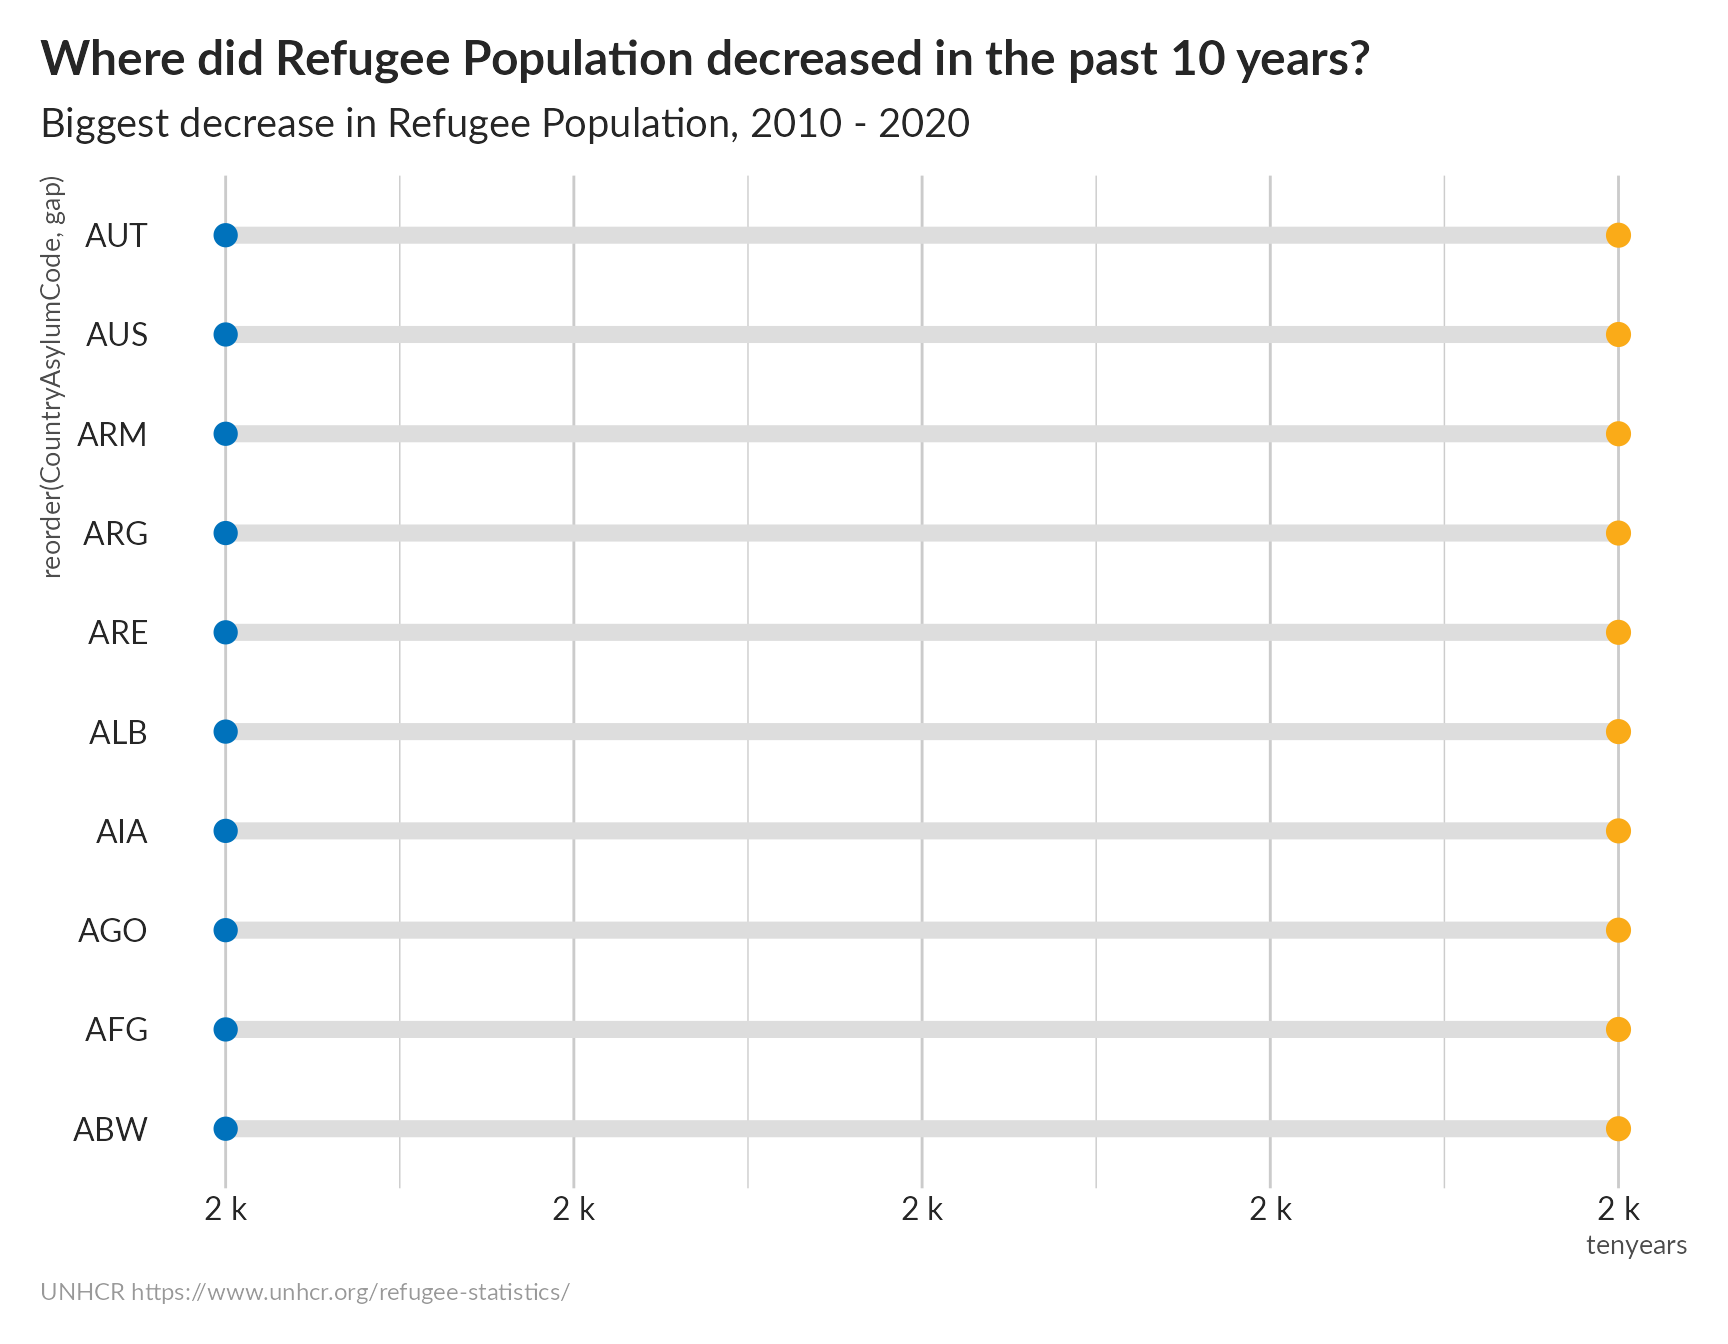 Where did Refugee Population decreased in the past 10 years?
Biggest decrease in Refugee Population, 2010 - 2020
reorder(CountryAsylumCode, gap)
AUT
AUS
ARM
ARG
ARE
ALB
AIA
AGO
AFG
ABW
2 k 2 k 2 k 2 k 2 k
tenyears
UNHCR https://www.unhcr.org/refugee-statistics/